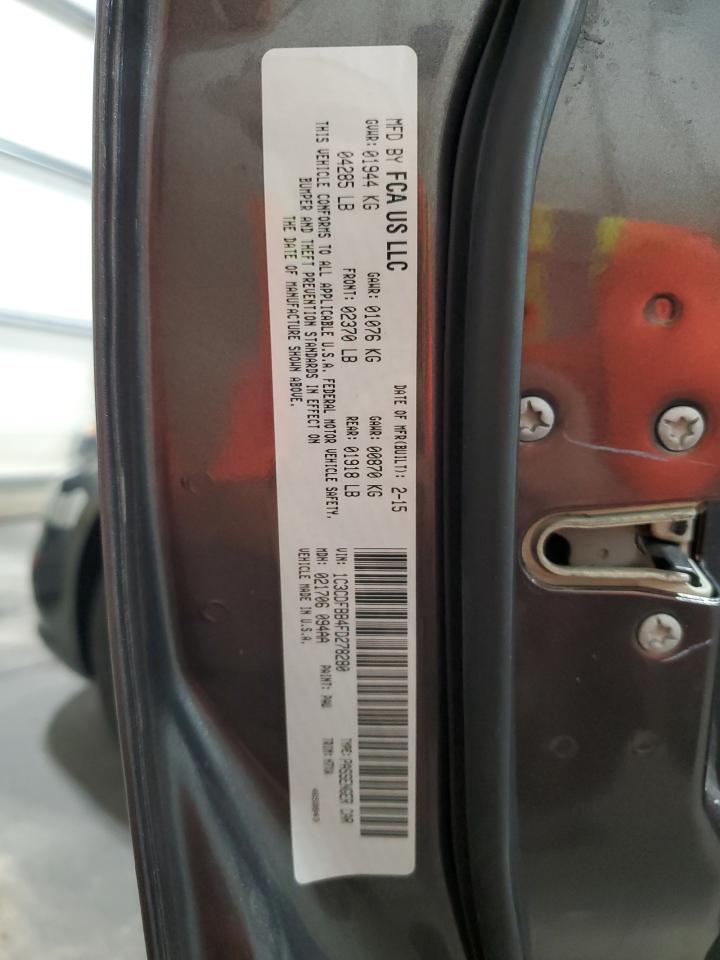 MFD BY FCA US LLC
DATE OF MFR(BUILT): 2-15
GVWR: 01944 KG
GAWR: 01076 KG
GAWR: 00870 KG
04285 LB
FRONT: 02370 LB
REAR: 01918 LB
THIS VEHICLE CONFORMS TO ALL APPLICABLE U.S.A. FEDERAL MOTOR VEHICLE SAFETY,
BUMPER AND THEFT PREVENTION STANDARDS IN EFFECT ON
THE DATE OF MANUFACTURE SHOWN ABOVE.
VIN: 1C3CDFBB4FD278280
TYPE: PASSENGER CAR
MDH: 021706 094AA
PAINT: PAU
TRIM:
VEHICLE MADE IN U.S.A.